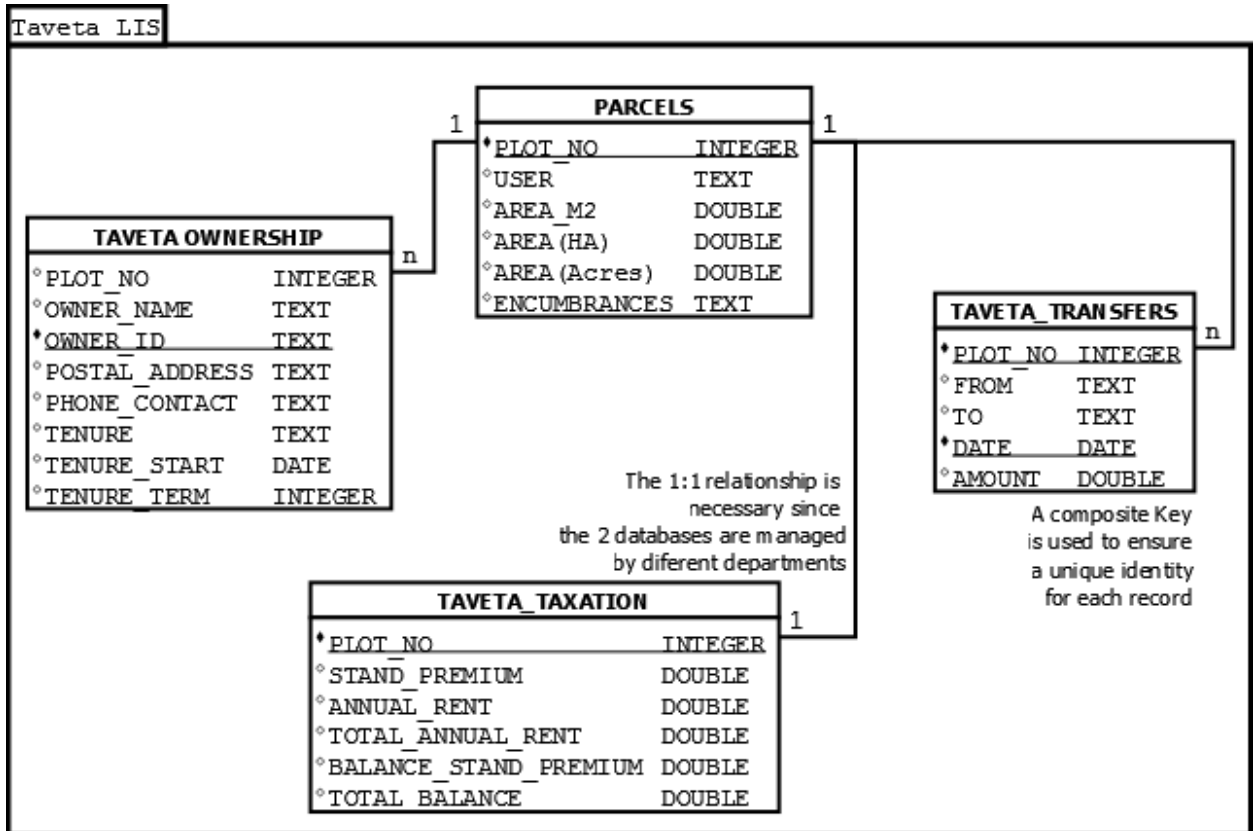 Taveta LIS
PARCELS
PLOT_NO INTEGER
USER TEXT
AREA_M2 DOUBLE
AREA(HA) DOUBLE
AREA(Acres) DOUBLE
ENCUMBRANCES TEXT
1
1
TAVETA OWNERSHIP
PLOT_NO INTEGER
OWNER_NAME TEXT
OWNER_ID TEXT
POSTAL_ADDRESS TEXT
PHONE_CONTACT TEXT
TENURE TEXT
TENURE_START DATE
TENURE_TERM INTEGER
n
TAVETA_TRANSFERS
PLOT_NO INTEGER
FROM TEXT
TO TEXT
DATE DATE
AMOUNT DOUBLE
n
A composite Key
is used to ensure
a unique identity
for each record
The 1:1 relationship is
necessary since
the 2 databases are managed
by diferent departments
TAVETA_TAXATION
PLOT_NO INTEGER
STAND_PREMIUM DOUBLE
ANNUAL_RENT DOUBLE
TOTAL_ANNUAL_RENT DOUBLE
BALANCE_STAND_PREMIUM DOUBLE
TOTAL_BALANCE DOUBLE
1